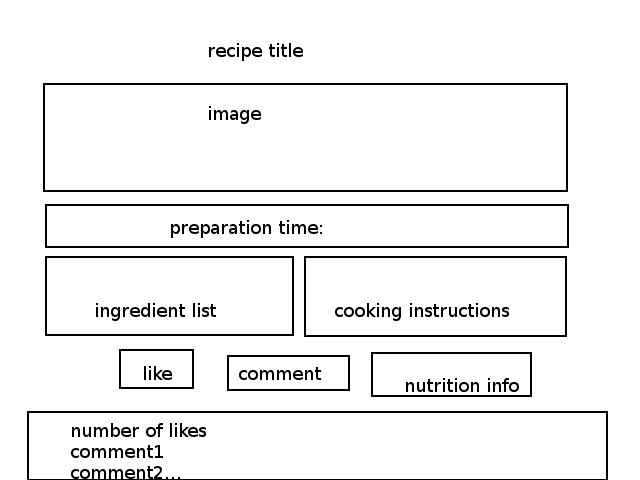 recipe title
image
preparation time:
ingredient list
cooking instructions
like
comment
nutrition info
number of likes
comment1
comment2...